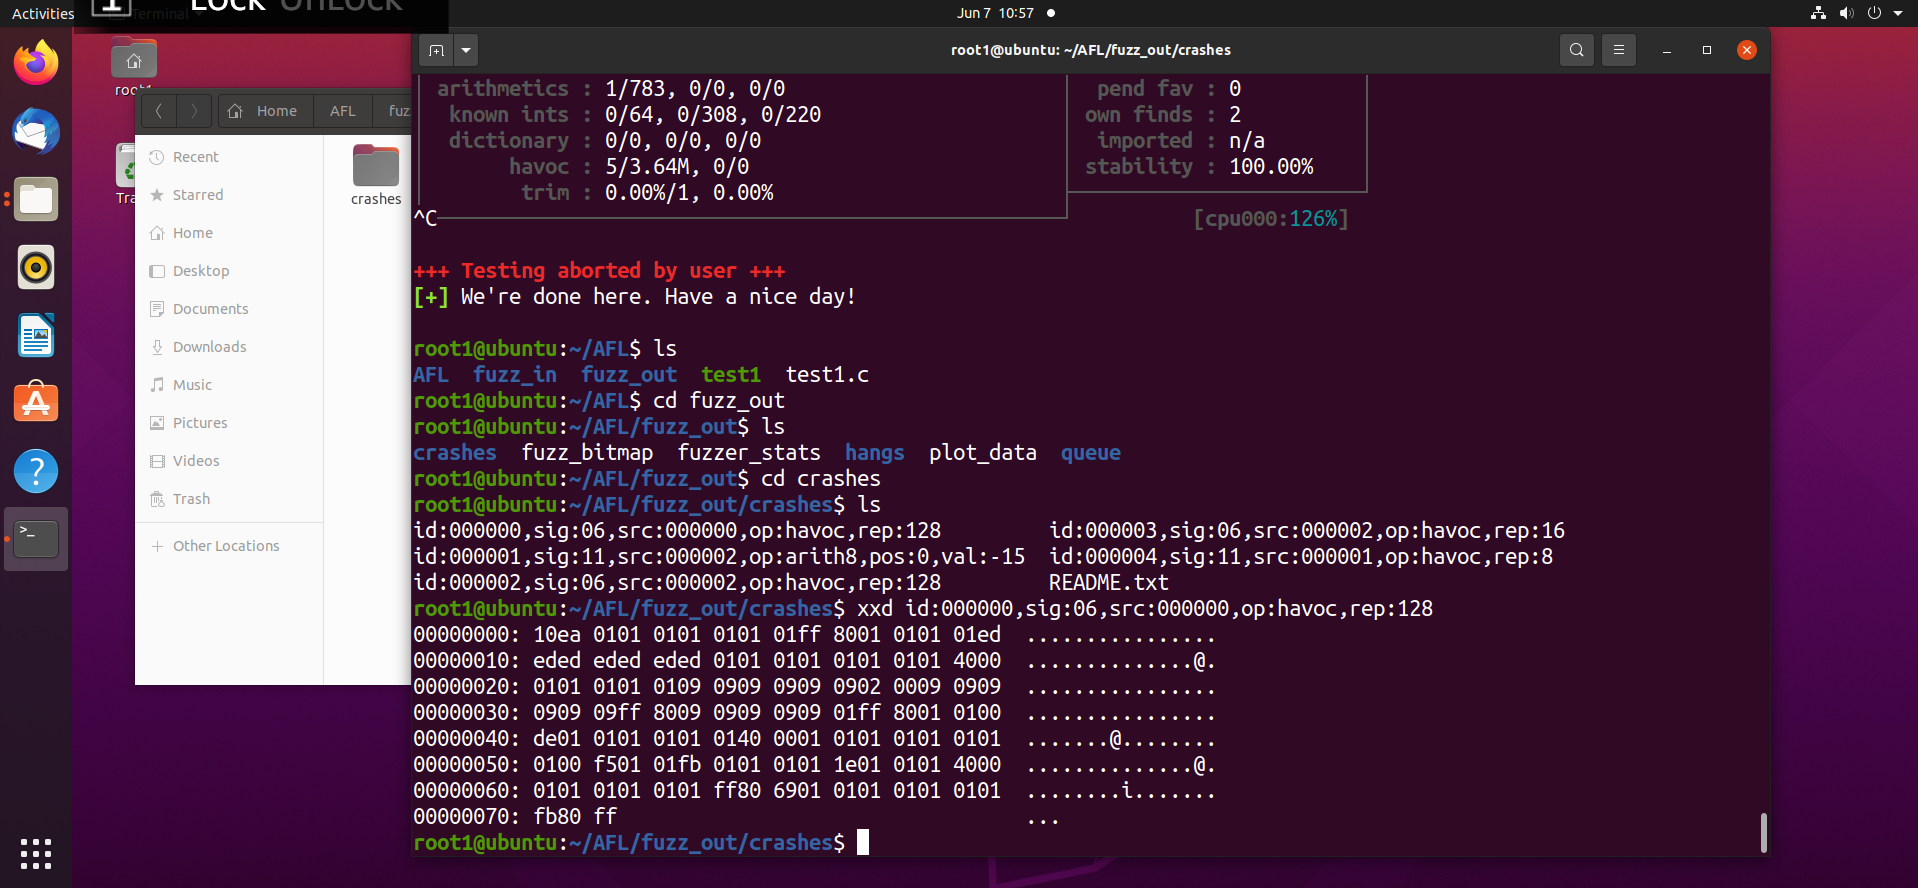 Activities
Terminal
Lock UnLock
Jun 7 10:57
root1@ubuntu: ~/AFL/fuzz_out/crashes
Home
AFL
Recent
Starred
Home
Desktop
Documents
Downloads
Music
Pictures
Videos
Trash
+ Other Locations
crashes
arithmetics : 1/783, 0/0, 0/0 pend fav : 0
known ints : 0/64, 0/308, 0/220 own finds : 2
dictionary : 0/0, 0/0, 0/0 imported : n/a
havoc : 5/3.64M, 0/0 stability : 100.00%
trim : 0.00%/1, 0.00%
^C [cpu000:126%]
+++ Testing aborted by user +++
[+] We're done here. Have a nice day!
root1@ubuntu:~/AFL$ ls
AFL fuzz_in fuzz_out test1 test1.c
root1@ubuntu:~/AFL$ cd fuzz_out
root1@ubuntu:~/AFL/fuzz_out$ ls
crashes fuzz_bitmap fuzzer_stats hangs plot_data queue
root1@ubuntu:~/AFL/fuzz_out$ cd crashes
root1@ubuntu:~/AFL/fuzz_out/crashes$ ls
id:000000,sig:06,src:000000,op:havoc,rep:128 id:000003,sig:06,src:000002,op:havoc,rep:16
id:000001,sig:11,src:000002,op:arith8,pos:0,val:-15 id:000004,sig:11,src:000001,op:havoc,rep:8
id:000002,sig:06,src:000002,op:havoc,rep:128 README.txt
root1@ubuntu:~/AFL/fuzz_out/crashes$ xxd id:000000,sig:06,src:000000,op:havoc,rep:128
00000000: 10ea 0101 0101 0101 01ff 8001 0101 01ed ................
00000010: eded eded eded 0101 0101 0101 0101 4000 ..............@.
00000020: 0101 0101 0109 0909 0909 0902 0009 0909 ................
00000030: 0909 09ff 8009 0909 0909 01ff 8001 0100 ................
00000040: de01 0101 0101 0140 0001 0101 0101 0101 .......@........
00000050: 0100 f501 01fb 0101 0101 1e01 0101 4000 ..............@.
00000060: 0101 0101 0101 ff80 6901 0101 0101 0101 ........i.......
00000070: fb80 ff ...
root1@ubuntu:~/AFL/fuzz_out/crashes$